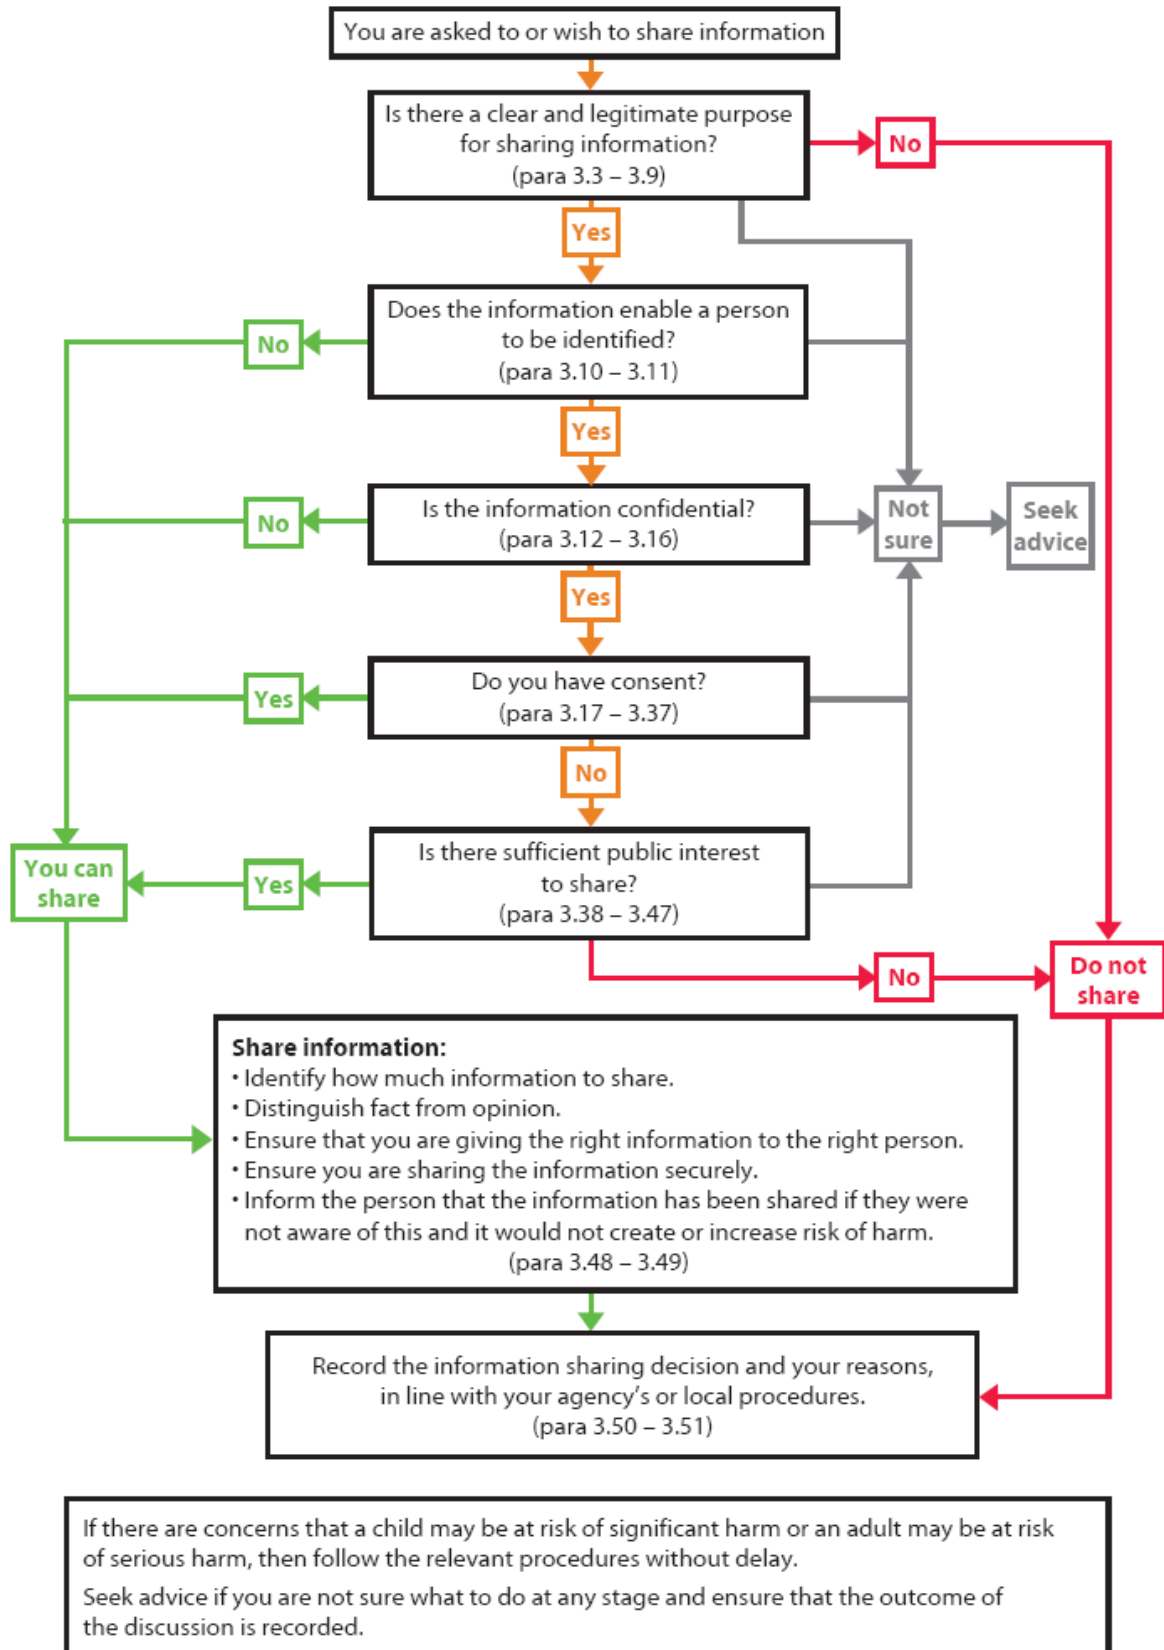 You are asked to or wish to share information
Is there a clear and legitimate purpose
for sharing information?
(para 3.3 – 3.9)
No
Yes
Does the information enable a person
to be identified?
(para 3.10 – 3.11)
No
Yes
Is the information confidential?
(para 3.12 – 3.16)
No
Not
sure
Seek
advice
Yes
Do you have consent?
(para 3.17 – 3.37)
Yes
No
Is there sufficient public interest
to share?
(para 3.38 – 3.47)
Yes
You can
share
No
Do not
share
Share information:
• Identify how much information to share.
• Distinguish fact from opinion.
• Ensure that you are giving the right information to the right person.
• Ensure you are sharing the information securely.
• Inform the person that the information has been shared if they were
not aware of this and it would not create or increase risk of harm.
(para 3.48 – 3.49)
Record the information sharing decision and your reasons,
in line with your agency's or local procedures.
(para 3.50 – 3.51)
If there are concerns that a child may be at risk of significant harm or an adult may be at risk
of serious harm, then follow the relevant procedures without delay.
Seek advice if you are not sure what to do at any stage and ensure that the outcome of
the discussion is recorded.